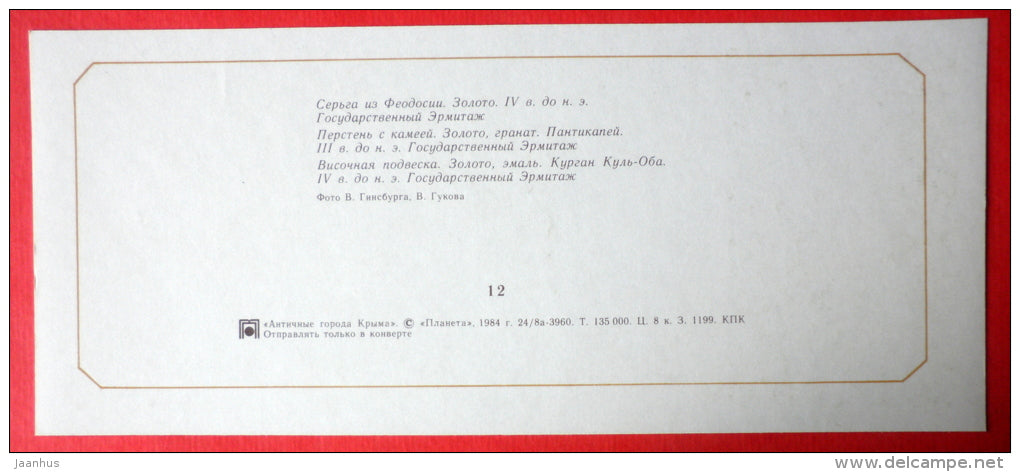 Серьга из Феодосии. Золото. IV в. до н. э.
Государственный Эрмитаж
Перстень с камеей. Золото, гранат. Пантикапей.
III в. до н. э. Государственный Эрмитаж
Височная подвеска. Золото, эмаль. Курган Куль-Оба.
IV в. до н. э. Государственный Эрмитаж
Фото В. Гинсбурга, В. Гукова
12
«Античные города Крыма». © «Планета», 1984 г. 24/8а-3960. Т. 135 000. Ц. 8 к. З. 1199. КПК
Отправлять только в конверте
jaanhus
www.delcampe.net